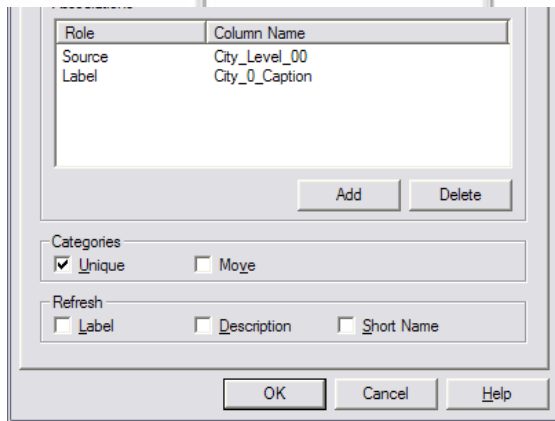 Associations
Role Column Name
Source City_Level_00
Label City_0_Caption
Add Delete
Categories
Unique Move
Refresh
Label Description Short Name
OK Cancel Help